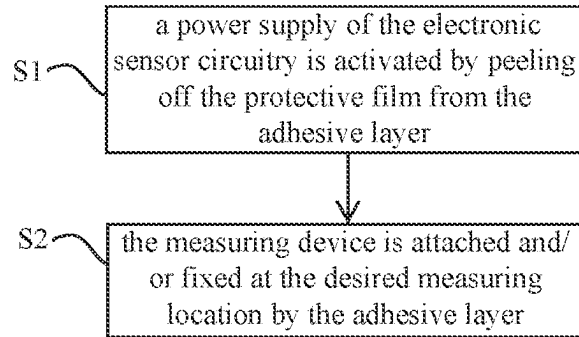 S1
a power supply of the electronic
sensor circuitry is activated by peeling
off the protective film from the
adhesive layer
S2
the measuring device is attached and/
or fixed at the desired measuring
location by the adhesive layer